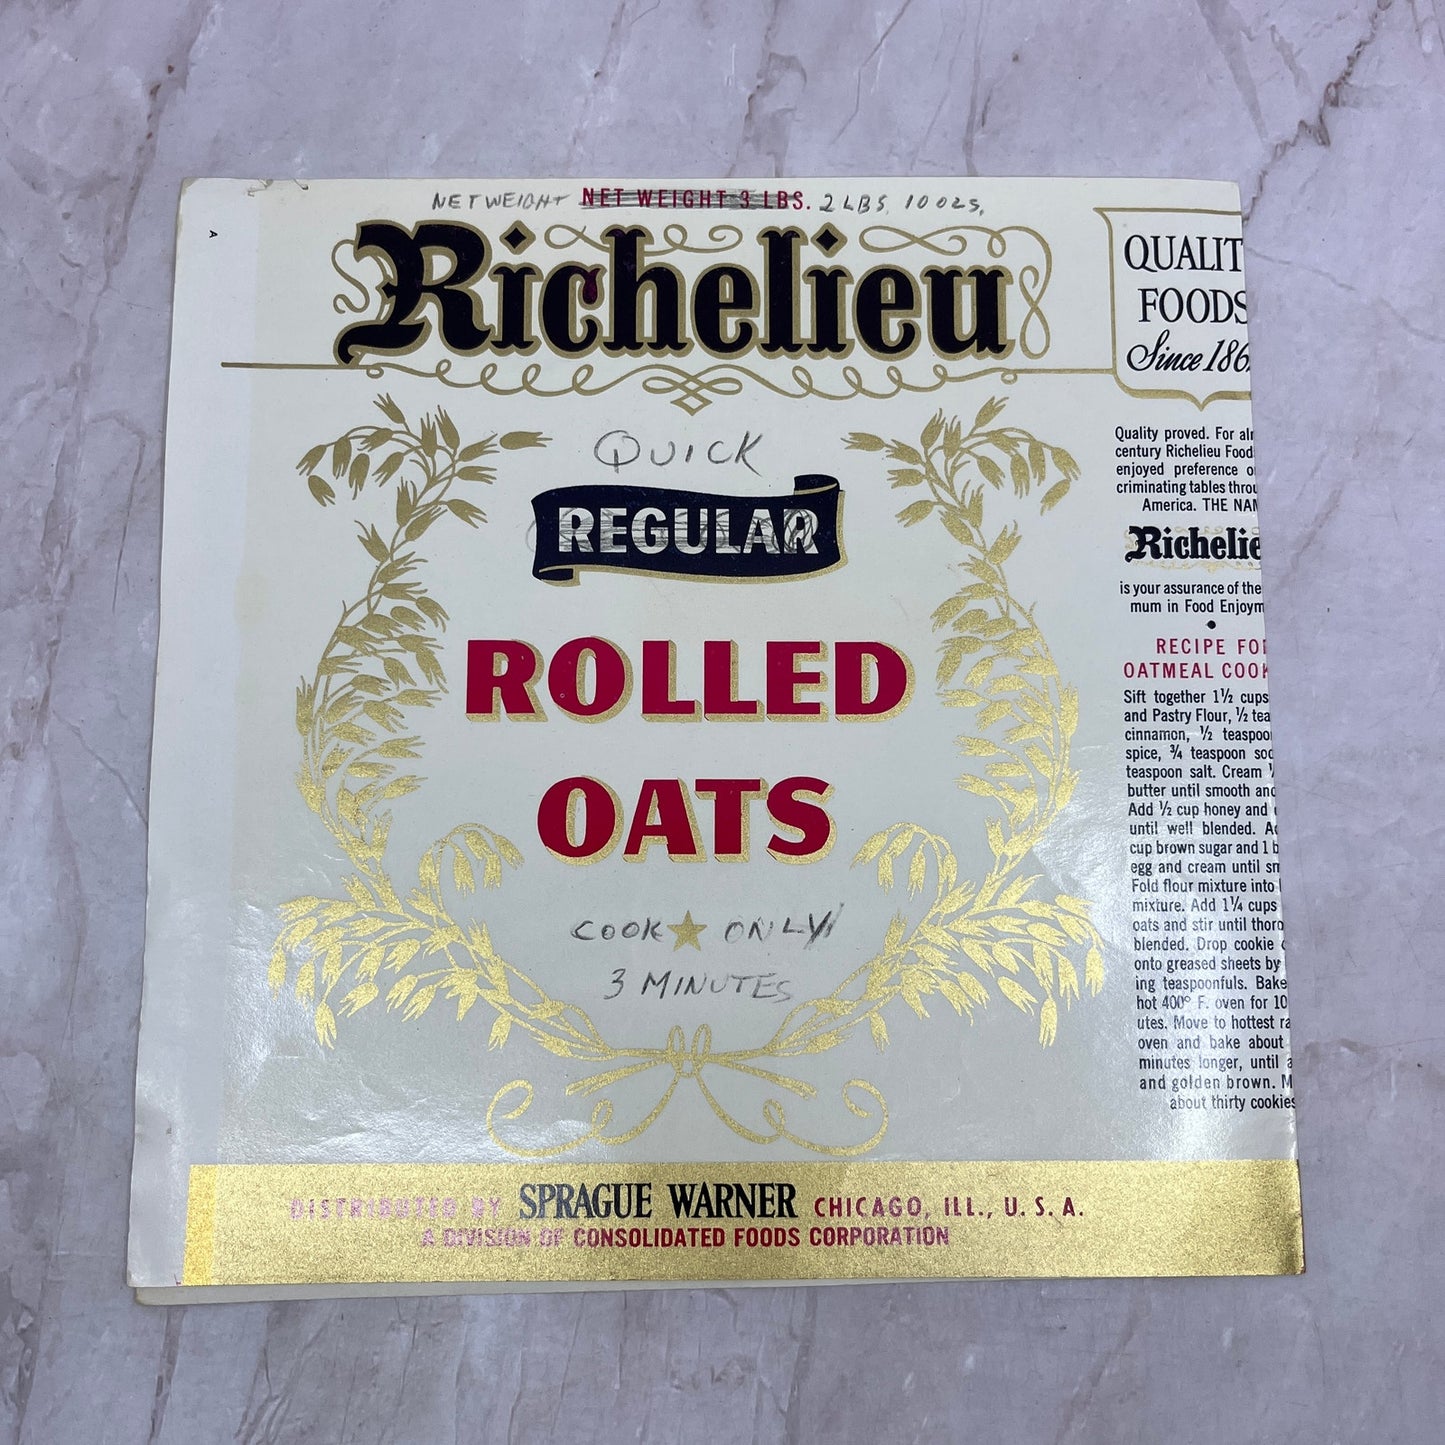 NET WEIGHT NET WEIGHT 3 LBS. 2 LBS. 10 OZS.
A
Richelieu
QUICK
REGULAR
ROLLED
OATS
COOK ★ ONLY
3 MINUTES
DISTRIBUTED BY SPRAGUE WARNER CHICAGO, ILL., U.S.A.
A DIVISION OF CONSOLIDATED FOODS CORPORATION
QUALIT
FOODS
Since 186
Quality proved. For
century Richelieu Food
enjoyed preference
criminating tables throu
America. THE NAM
Richelie
is your assurance of the
mum in Food Enjoym
•
RECIPE FO
OATMEAL COOK
Sift together 1½ cups
and Pastry Flour, ½ tea
cinnamon, ½ teaspoo
spice, ¾ teaspoon
teaspoon salt. Cream
butter until smooth and
Add ½ cup honey and
until well blended.
cup brown sugar and 1
egg and cream until sm
Fold flour mixture into
mixture. Add 1¼ cups
oats and stir until thoro
blended. Drop cookie
onto greased sheets by
ing teaspoonfuls. Bake
hot 400° F. oven for 10
utes. Move to hottest ra
oven and bake about
minutes longer, until
and golden brown. M
about thirty cookies